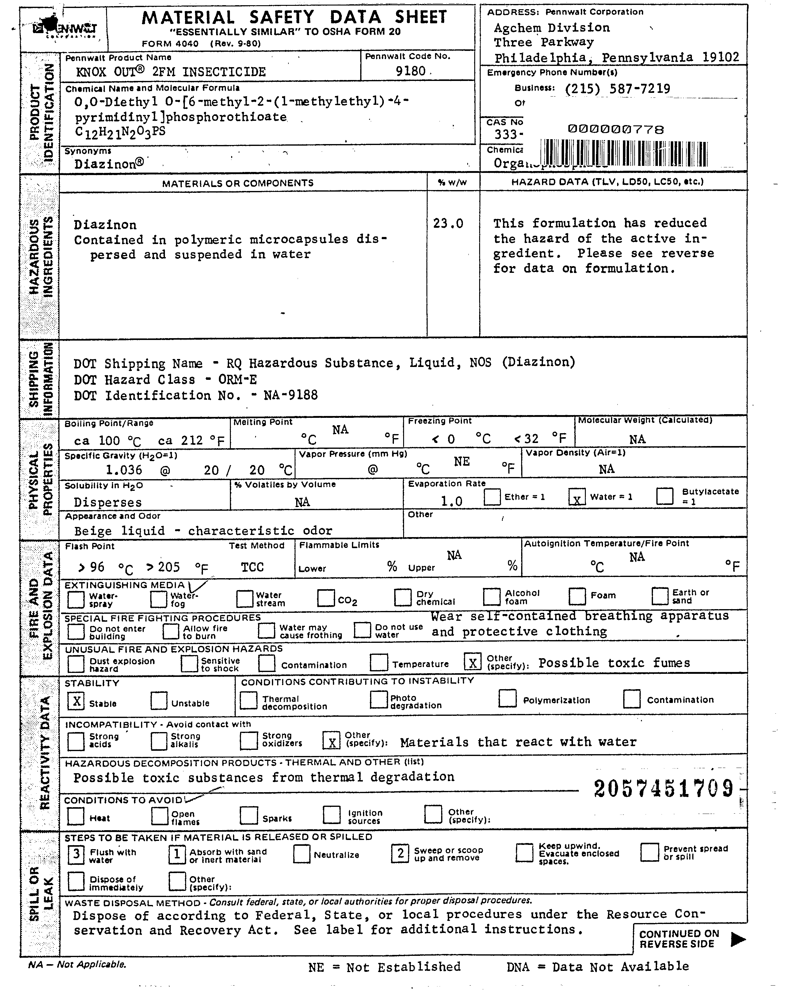 PENNWALT
CORPORATION
MATERIAL SAFETY DATA SHEET
"ESSENTIALLY SIMILAR" TO OSHA FORM 20
FORM 4040 (Rev. 9-80)
ADDRESS: Pennwalt Corporation
Agchem Division
Three Parkway
Philadelphia, Pennsylvania 19102
PRODUCT IDENTIFICATION
Pennwalt Product Name
KNOX OUT® 2FM INSECTICIDE
Pennwalt Code No.
9180
Emergency Phone Number(s)
Business: (215) 587-7219
Chemical Name and Molecular Formula
O,O-Diethyl O-[6-methyl-2-(1-methylethyl)-4-
pyrimidinyl]phosphorothioate
C12H21N2O3PS
CAS No
333-
000000778
Synonyms
Diazinon®
Chemica
HAZARDOUS INGREDIENTS
MATERIALS OR COMPONENTS
% w/w
HAZARD DATA (TLV, LD50, LC50, etc.)
Diazinon
Contained in polymeric microcapsules dis-
persed and suspended in water
23.0
This formulation has reduced
the hazard of the active in-
gredient. Please see reverse
for data on formulation.
SHIPPING INFORMATION
DOT Shipping Name - RQ Hazardous Substance, Liquid, NOS (Diazinon)
DOT Hazard Class - ORM-E
DOT Identification No. - NA-9188
PHYSICAL PROPERTIES
Boiling Point/Range
ca 100 °C ca 212 °F
Melting Point
NA
°C °F
Freezing Point
< 0 °C < 32 °F
Molecular Weight (Calculated)
NA
Specific Gravity (H2O=1)
1.036 @ 20 / 20 °C
Vapor Pressure (mm Hg)
@ °C NE °F
Vapor Density (Air=1)
NA
Solubility in H2O
Disperses
% Volatiles by Volume
NA
Evaporation Rate
1.0 Ether = 1 X Water = 1 Butylacetate = 1
Appearance and Odor
Beige liquid - characteristic odor
Other
FIRE AND EXPLOSION DATA
Flash Point
> 96 °C > 205 °F
Test Method
TCC
Flammable Limits
NA
Lower % Upper %
Autoignition Temperature/Fire Point
NA
°C °F
EXTINGUISHING MEDIA
Water-spray Water-fog Water stream CO2 Dry chemical Alcohol foam Foam Earth or sand
SPECIAL FIRE FIGHTING PROCEDURES
Do not enter building Allow fire to burn Water may cause frothing Do not use water
Wear self-contained breathing apparatus
and protective clothing
UNUSUAL FIRE AND EXPLOSION HAZARDS
Dust explosion hazard Sensitive to shock Contamination Temperature X Other (specify): Possible toxic fumes
REACTIVITY DATA
STABILITY
X Stable Unstable
CONDITIONS CONTRIBUTING TO INSTABILITY
Thermal decomposition Photo degradation Polymerization Contamination
INCOMPATIBILITY - Avoid contact with
Strong acids Strong alkalis Strong oxidizers X Other (specify): Materials that react with water
HAZARDOUS DECOMPOSITION PRODUCTS - THERMAL AND OTHER (list)
Possible toxic substances from thermal degradation
2057451709
CONDITIONS TO AVOID
Heat Open flames Sparks Ignition sources Other (specify):
SPILL OR LEAK
STEPS TO BE TAKEN IF MATERIAL IS RELEASED OR SPILLED
3 Flush with water 1 Absorb with sand or inert material Neutralize 2 Sweep or scoop up and remove Keep upwind. Evacuate enclosed spaces. Prevent spread or spill
Dispose of immediately Other (specify):
WASTE DISPOSAL METHOD - Consult federal, state, or local authorities for proper disposal procedures.
Dispose of according to Federal, State, or local procedures under the Resource Con-
servation and Recovery Act. See label for additional instructions.
CONTINUED ON
REVERSE SIDE
NA — Not Applicable.
NE = Not Established
DNA = Data Not Available